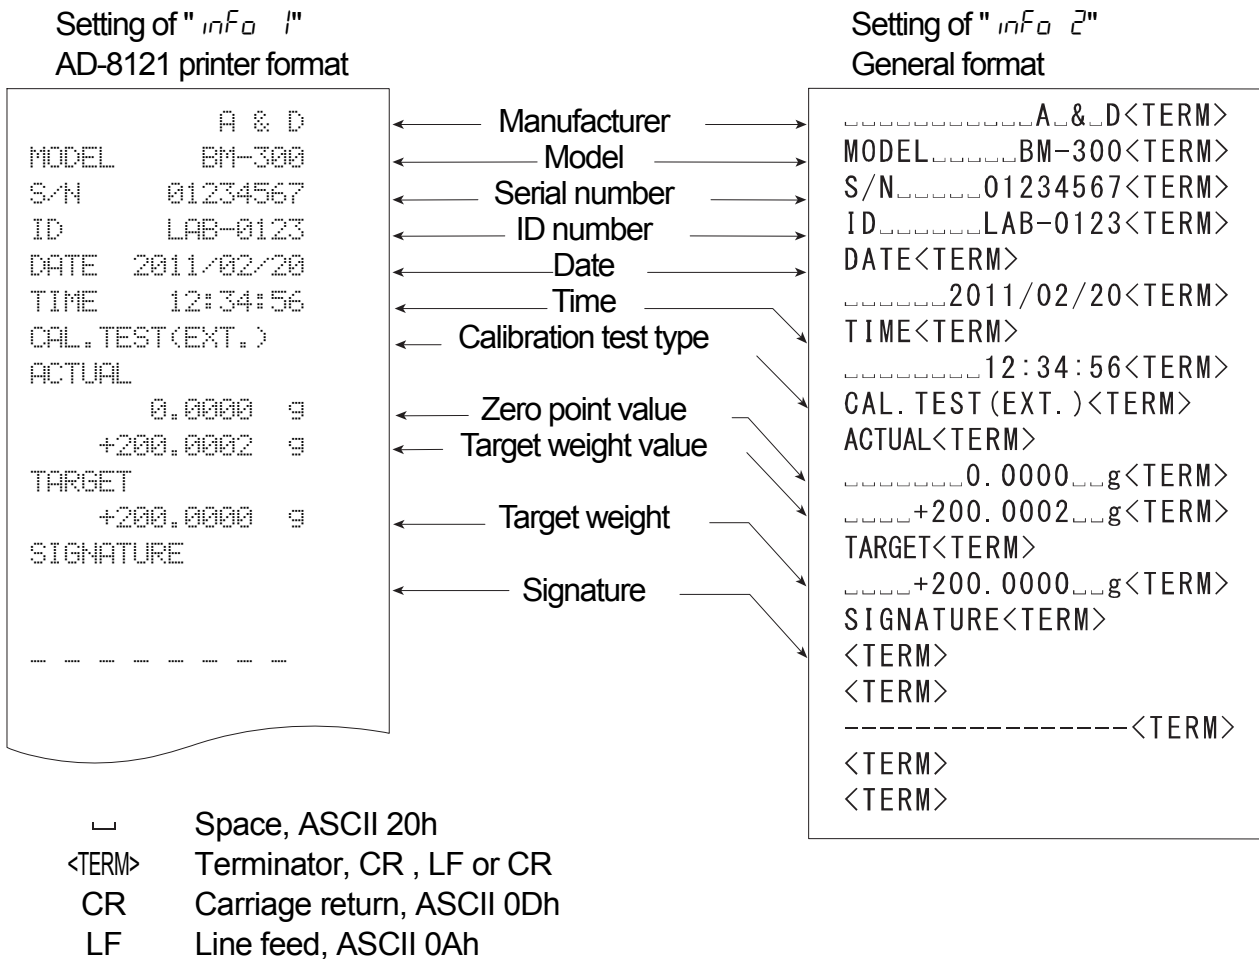 Setting of " info 1"
AD-8121 printer format
A & D
MODEL BM-300
S/N 01234567
ID LAB-0123
DATE 2011/02/20
TIME 12:34:56
CAL.TEST(EXT.)
ACTUAL
0.0000 g
+200.0002 g
TARGET
+200.0000 g
SIGNATURE
_ _ _ _ _ _ _ _
Manufacturer
Model
Serial number
ID number
Date
Time
Calibration test type
Zero point value
Target weight value
Target weight
Signature
Setting of " info 2"
General format
␣␣␣␣␣␣␣␣␣␣␣A␣&␣D<TERM>
MODEL␣␣␣␣␣BM-300<TERM>
S/N␣␣␣␣␣01234567<TERM>
ID␣␣␣␣␣␣LAB-0123<TERM>
DATE<TERM>
␣␣␣␣␣␣2011/02/20<TERM>
TIME<TERM>
␣␣␣␣␣␣␣␣12:34:56<TERM>
CAL.TEST(EXT.)<TERM>
ACTUAL<TERM>
␣␣␣␣␣␣␣0.0000␣␣g<TERM>
␣␣␣␣+200.0002␣␣g<TERM>
TARGET<TERM>
␣␣␣␣+200.0000␣␣g<TERM>
SIGNATURE<TERM>
<TERM>
<TERM>
----------------<TERM>
<TERM>
<TERM>
␣ Space, ASCII 20h
<TERM> Terminator, CR , LF or CR
CR Carriage return, ASCII 0Dh
LF Line feed, ASCII 0Ah